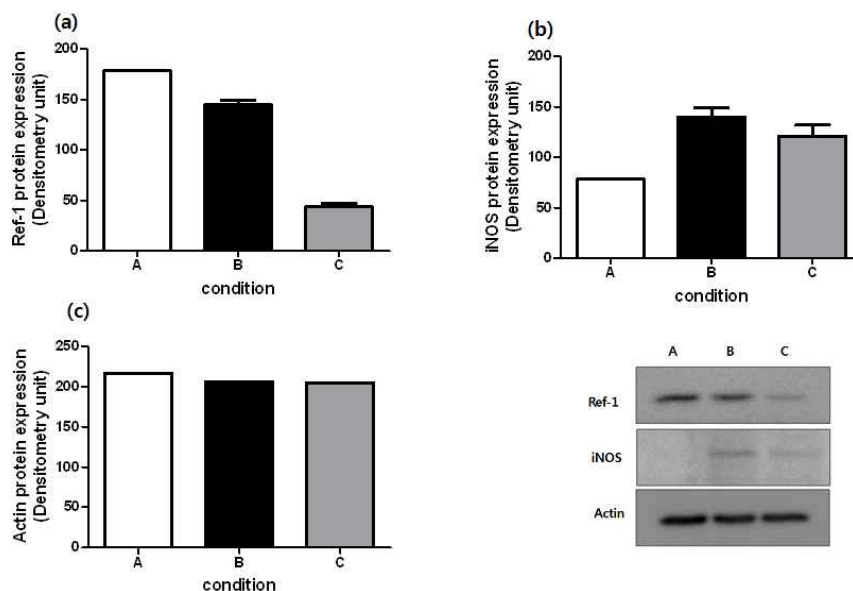 (a)
200
150
100
50
0
Ref-1 protein expression
(Densitometry unit)
A B C
condition
(b)
200
150
100
50
0
iNOS protein expression
(Densitometry unit)
A B C
condition
(c)
250
200
150
100
50
0
Actin protein expression
(Densitometry unit)
A B C
condition
A B C
Ref-1
iNOS
Actin